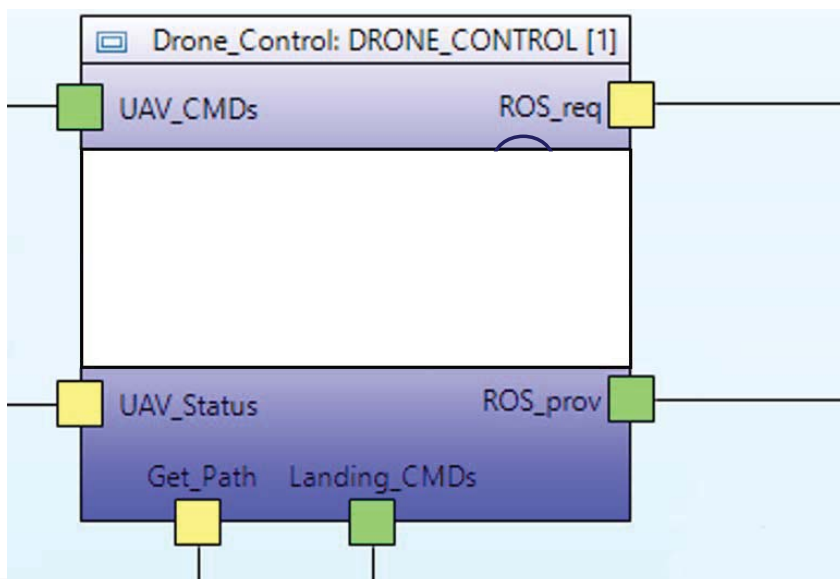 Drone_Control: DRONE_CONTROL [1]
UAV_CMDs
ROS_req
UAV_Status
ROS_prov
Get_Path
Landing_CMDs